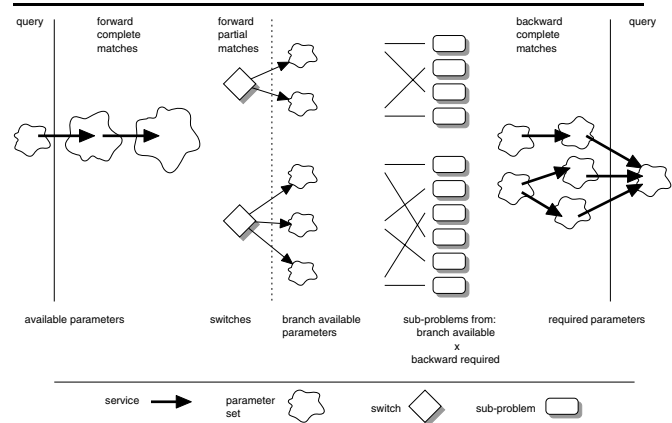 query
forward
complete
matches
forward
partial
matches
backward
complete
matches
query
available parameters
switches
branch available
parameters
sub-problems from:
branch available
x
backward required
required parameters
service
parameter
set
switch
sub-problem